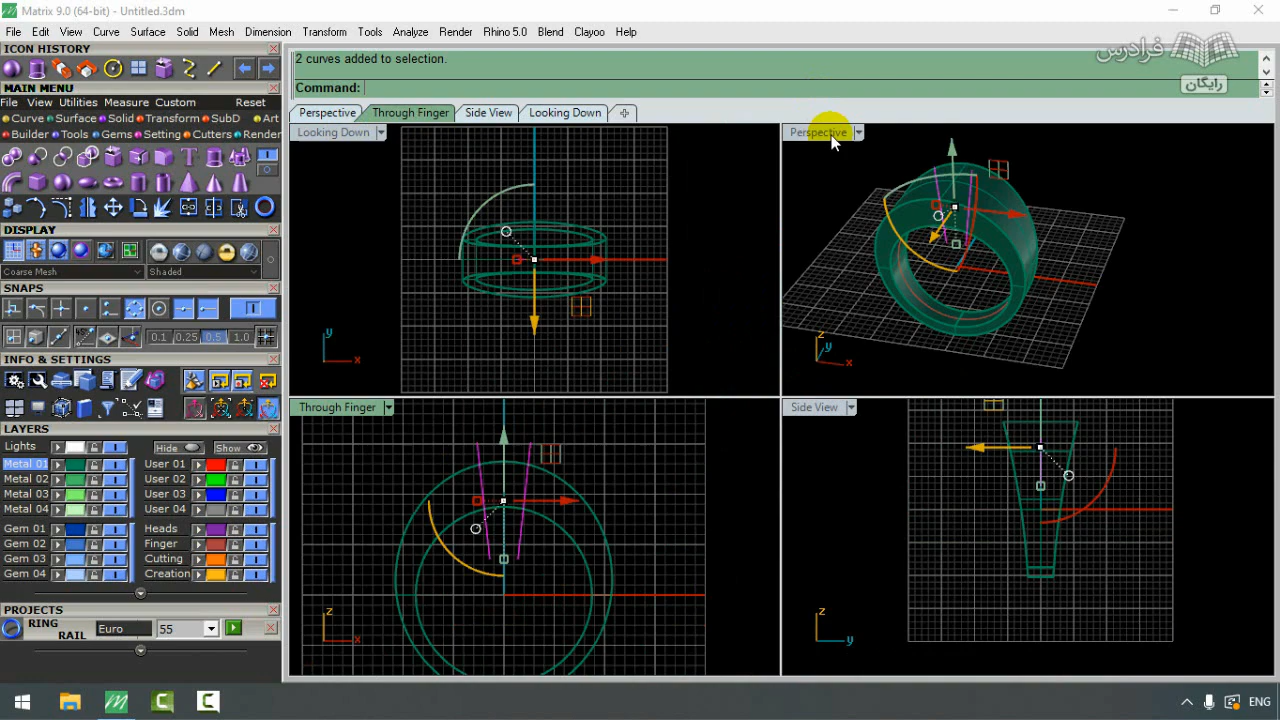 Matrix 9.0 (64-bit) - Untitled.3dm
File Edit View Curve Surface Solid Mesh Dimension Transform Tools Analyze Render Rhino 5.0 Blend Clayoo Help
ICON HISTORY
2 curves added to selection.
Command:
فرادرس
رایگان
MAIN MENU
File View Utilities Measure Custom Reset
Curve Surface Solid Transform SubD
Builder Tools Gems Setting Cutters Render
Art
Perspective Through Finger Side View Looking Down
Looking Down
Perspective
DISPLAY
Coarse Mesh Shaded
SNAPS
0.1 0.25 0.5 1.0
INFO & SETTINGS
LAYERS
Lights Hide Show
Metal 01 User 01
Metal 02 User 02
Metal 03 User 03
Metal 04 User 04
Gem 01 Heads
Gem 02 Finger
Gem 03 Cutting
Gem 04 Creation
PROJECTS
RING RAIL Euro 55
y x
z y x
Through Finger
Side View
z x
z y
ENG